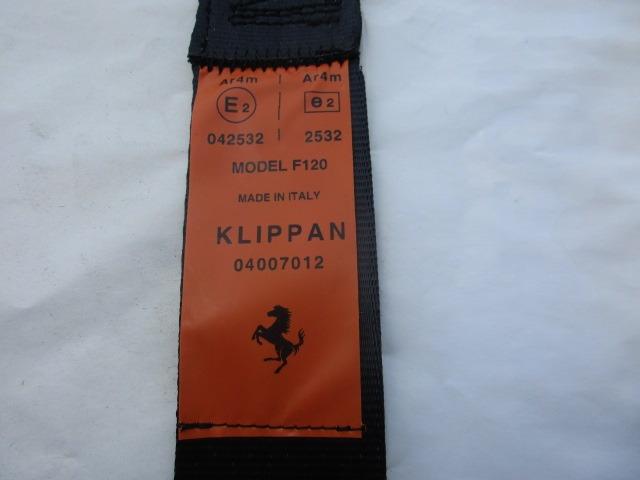 Ar4m | Ar4m
E2 | e2
042532 | 2532
MODEL F120
MADE IN ITALY
KLIPPAN
04007012